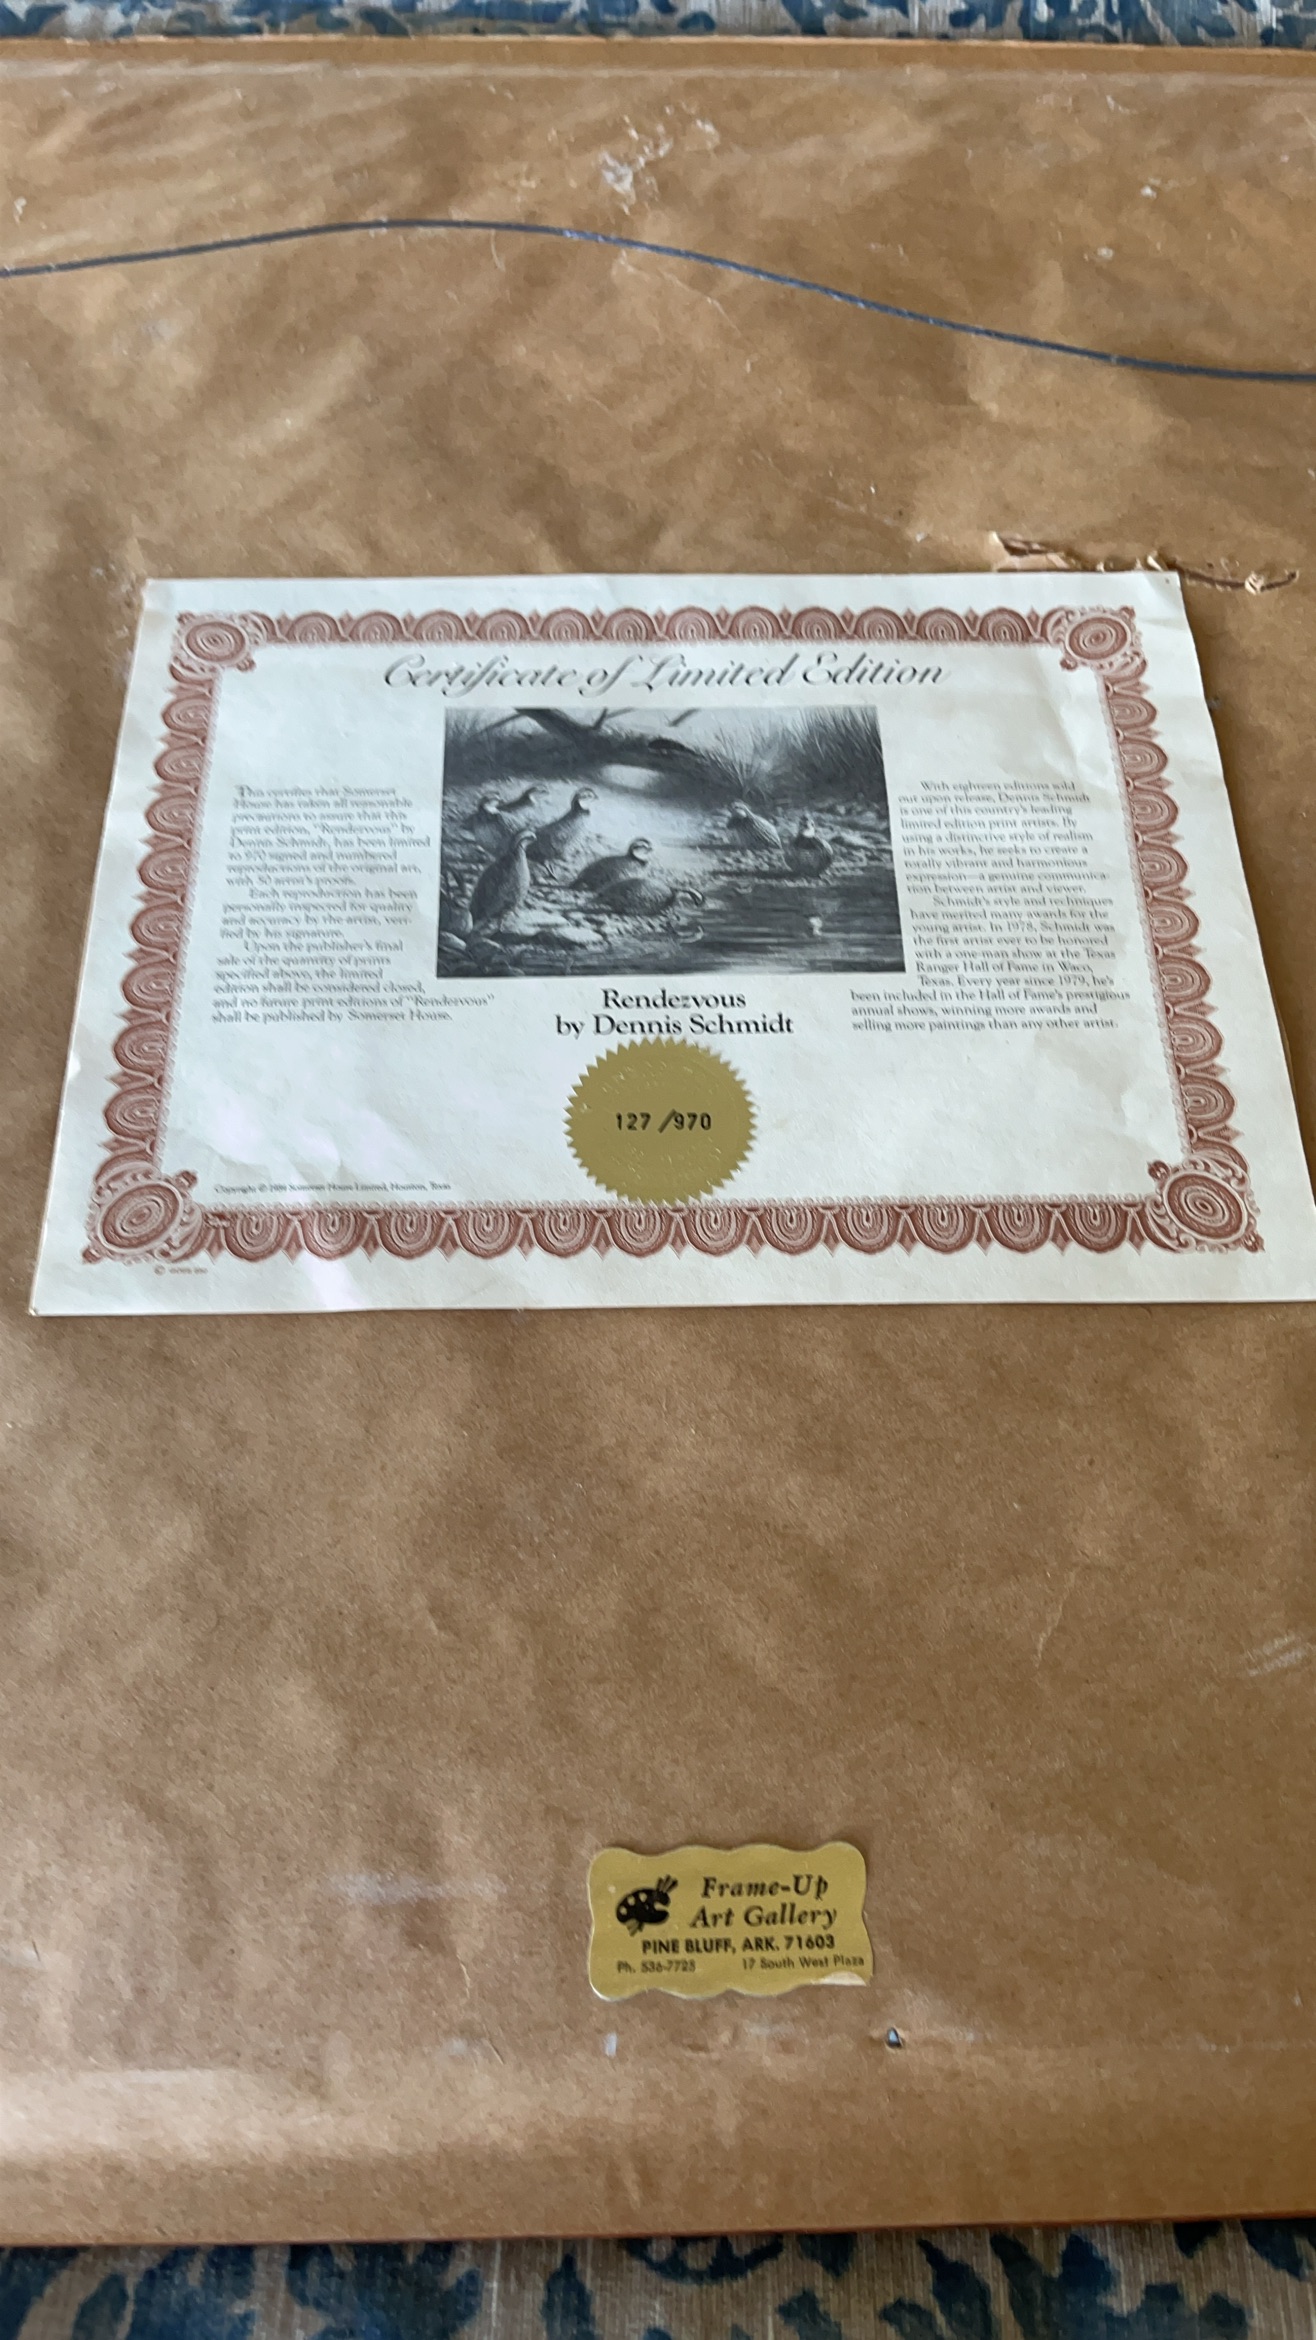 Certificate of Limited Edition
This certifies that Somerset
House has taken all reasonable
precautions to assure that this
print edition, "Rendezvous" by
Dennis Schmidt, has been limited
to 970 signed and numbered
reproductions of the original art,
with 50 artist's proofs.
Each reproduction has been
personally inspected for quality
and accuracy by the artist, veri-
fied by his signature.
Upon the publisher's final
sale of the quantity of prints
specified above, the limited
edition shall be considered closed,
and no future print editions of "Rendezvous"
shall be published by Somerset House.
With eighteen editions sold
out upon release, Dennis Schmidt
is one of this country's leading
limited edition print artists. By
using a distinctive style of realism
in his works, he seeks to create a
totally vibrant and harmonious
expression—a genuine communica-
tion between artist and viewer.
Schmidt's style and techniques
have merited many awards for the
young artist. In 1978, Schmidt was
the first artist ever to be honored
with a one-man show at the Texas
Ranger Hall of Fame in Waco,
Texas. Every year since 1979, he's
been included in the Hall of Fame's prestigious
annual shows, winning more awards and
selling more paintings than any other artist.
Rendezvous
by Dennis Schmidt
127 /970
Copyright © Somerset House Limited, Houston, Texas
©
Frame-Up
Art Gallery
PINE BLUFF, ARK. 71603
Ph. 536-7725 17 South West Plaza